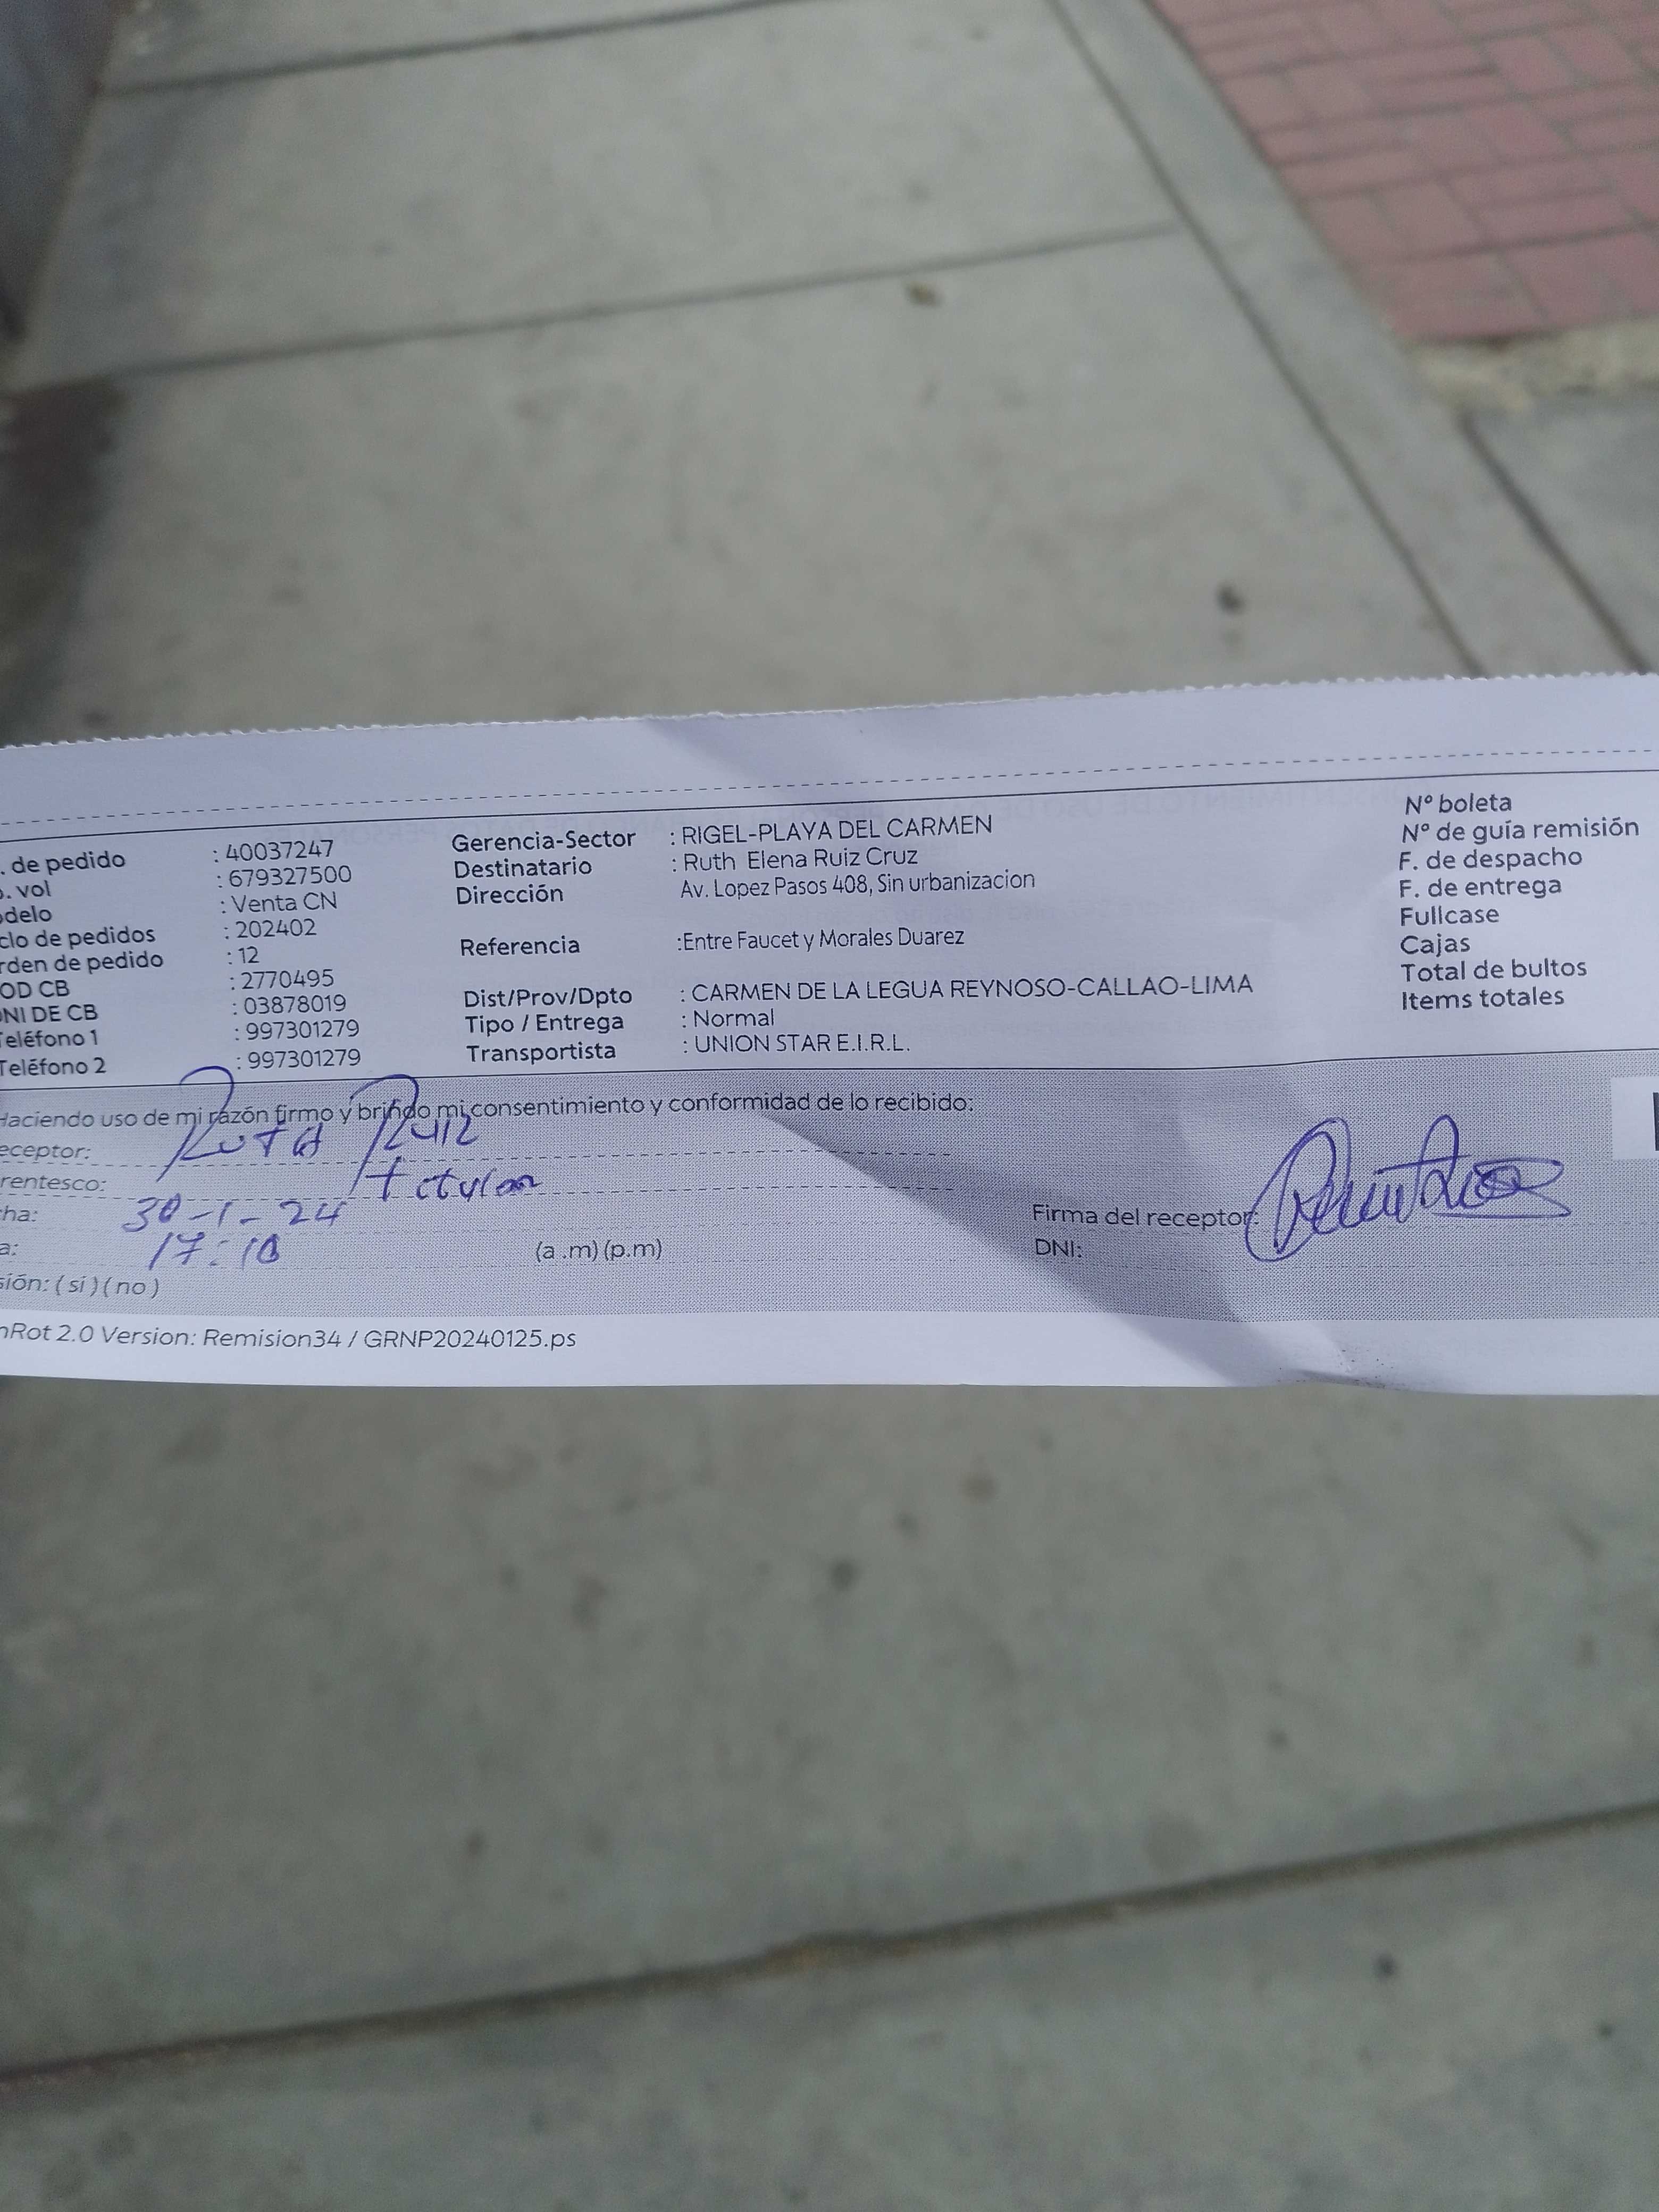 . de pedido : 40037247
. vol : 679327500
delo : Venta CN
clo de pedidos : 202402
rden de pedido : 12
OD CB : 2770495
NI DE CB : 03878019
Teléfono 1 : 997301279
Teléfono 2 : 997301279
Gerencia-Sector : RIGEL-PLAYA DEL CARMEN
Destinatario : Ruth Elena Ruiz Cruz
Dirección Av. Lopez Pasos 408, Sin urbanizacion
Referencia :Entre Faucet y Morales Duarez
Dist/Prov/Dpto : CARMEN DE LA LEGUA REYNOSO-CALLAO-LIMA
Tipo / Entrega : Normal
Transportista : UNION STAR E.I.R.L.
Nº boleta
Nº de guía remisión
F. de despacho
F. de entrega
Fullcase
Cajas
Total de bultos
Items totales
Haciendo uso de mi razón firmo y brindo mi consentimiento y conformidad de lo recibido:
eceptor: Ruth Ruiz
rentesco: titular
ha: 30-1-24
a: 17:10 (a .m) (p.m)
sión: ( si ) ( no )
Firma del receptor:
DNI:
nRot 2.0 Version: Remision34 / GRNP20240125.ps